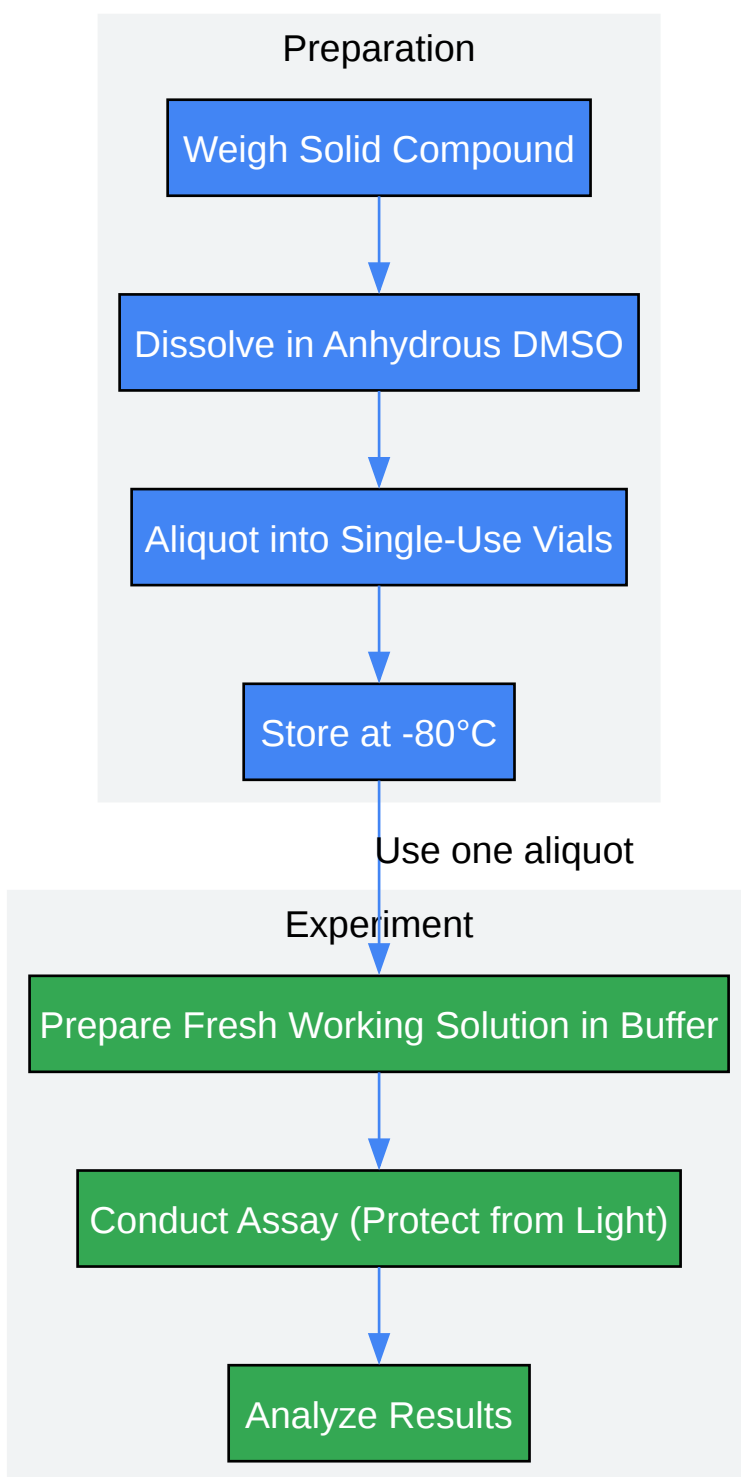 Preparation
Weigh Solid Compound
Dissolve in Anhydrous DMSO
Aliquot into Single-Use Vials
Store at -80°C
Use one aliquot
Experiment
Prepare Fresh Working Solution in Buffer
Conduct Assay (Protect from Light)
Analyze Results